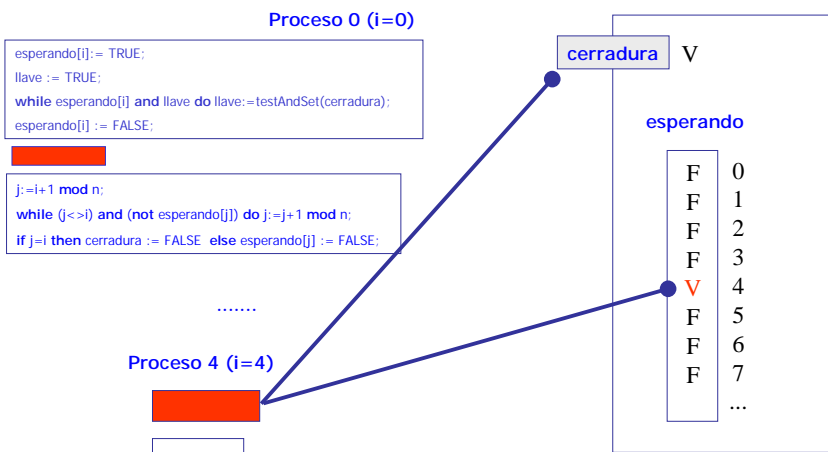 Proceso 0 (i=0)
esperando[i]:= TRUE;
llave := TRUE;
while esperando[i] and llave do llave:=testAndSet(cerradura);
esperando[i] := FALSE;
j:=i+1 mod n;
while (j<>i) and (not esperando[j]) do j:=j+1 mod n;
if j=i then cerradura := FALSE else esperando[j] := FALSE;
.......
Proceso 4 (i=4)
cerradura V
esperando
F 0
F 1
F 2
F 3
V 4
F 5
F 6
F 7
...